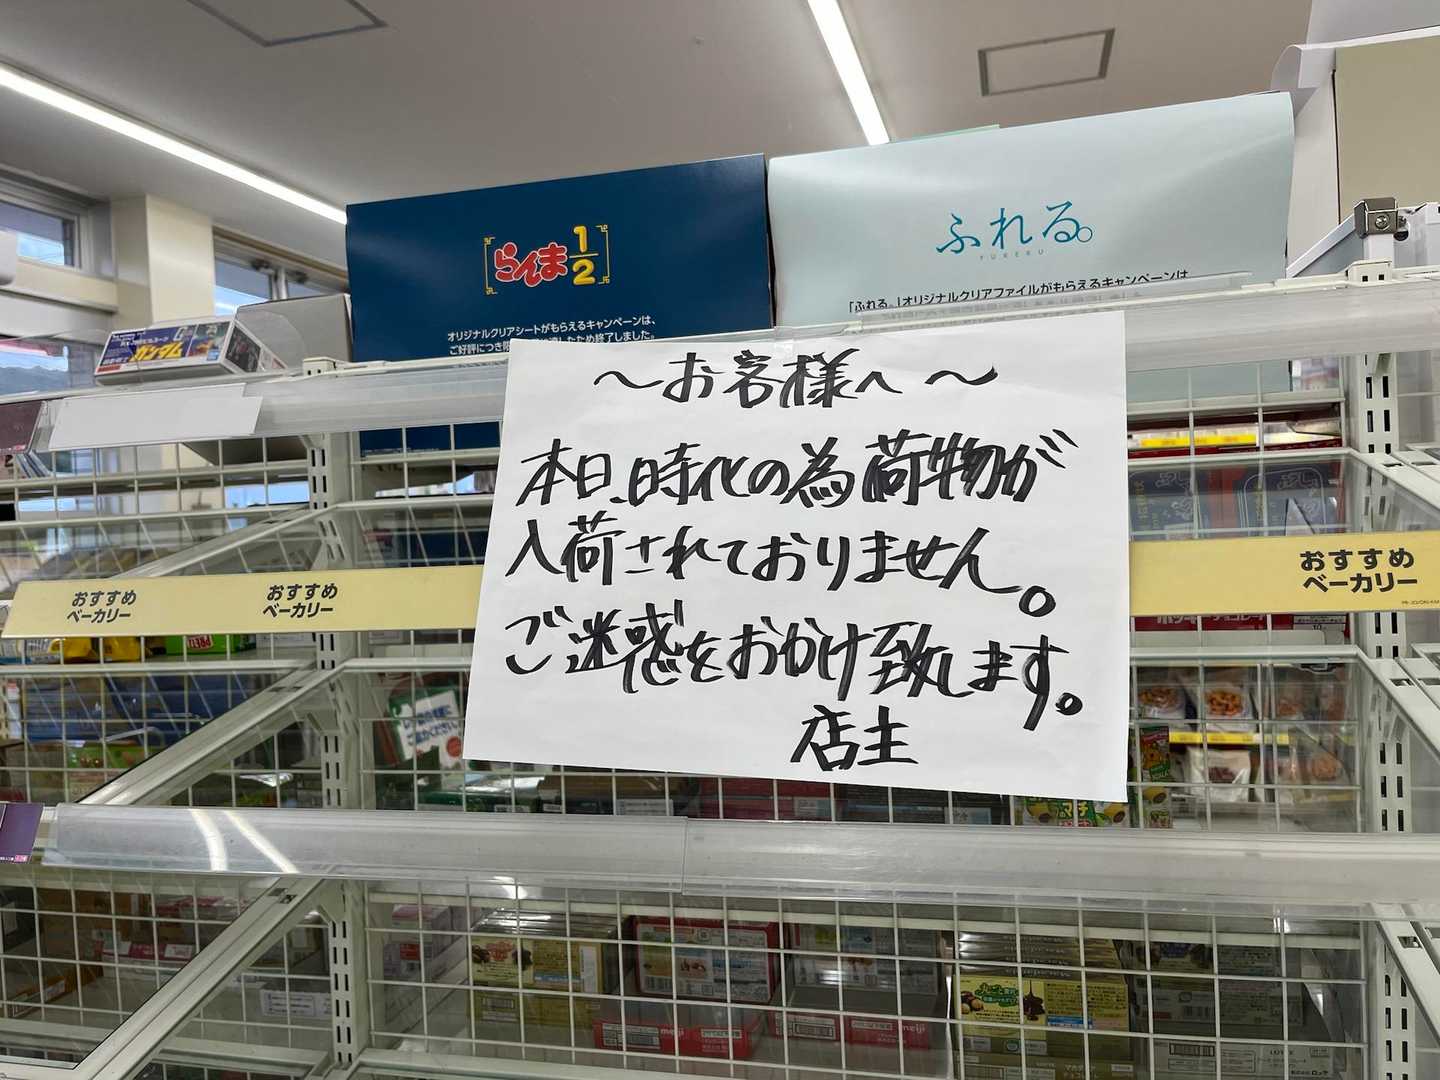 らんま1/2
オリジナルクリアシートがもらえるキャンペーンは、
ふれる。
FURERU
「ふれる。」オリジナルクリアファイルがもらえるキャンペーンは、
ガンダム
〜お客様へ〜
本日、時化の為荷物が
入荷されておりません。
ご迷惑をおかけ致します。
店主
おすすめ
ベーカリー
おすすめ
ベーカリー
おすすめ
ベーカリー
meiji
meiji